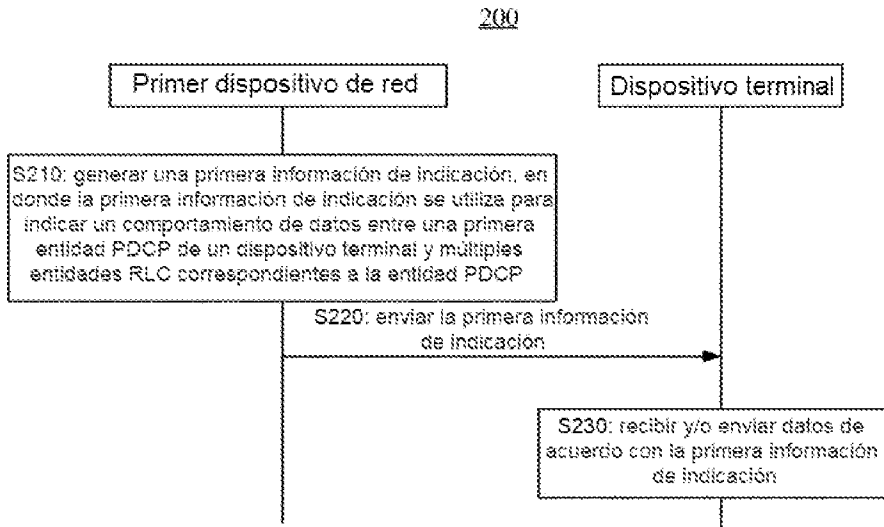 200
Primer dispositivo de red
Dispositivo terminal
S210: generar una primera información de indicación, en
donde la primera información de indicación se utiliza para
indicar un comportamiento de datos entre una primera
entidad PDCP de un dispositivo terminal y múltiples
entidades RLC correspondientes a la entidad PDCP
S220: enviar la primera información
de indicación
S230: recibir y/o enviar datos de
acuerdo con la primera información
de indicación